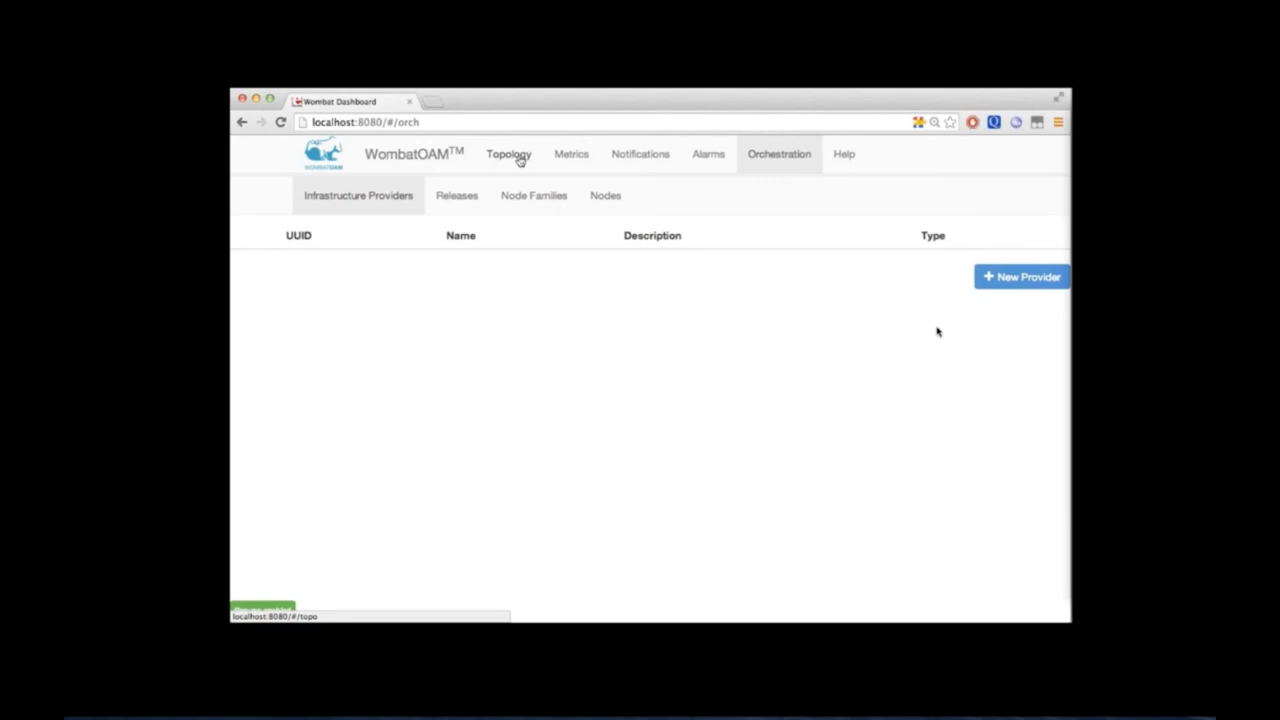 Wombat Dashboard
localhost:8080/#/orch
WOMBATOAM WombatOAM™ Topology Metrics Notifications Alarms Orchestration Help
Infrastructure Providers Releases Node Families Nodes
UUID Name Description Type
+ New Provider
localhost:8080/#/topo